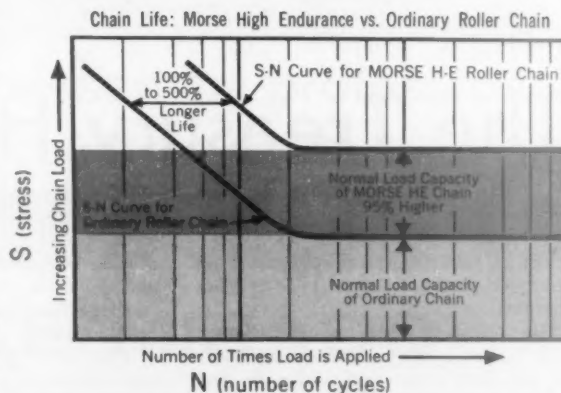 Chain Life: Morse High Endurance vs. Ordinary Roller Chain
S-N Curve for MORSE H-E Roller Chain
100%
to 500%
Longer
Life
Normal Load Capacity
of MORSE HE Chain
95% Higher
S-N Curve for
Ordinary Roller Chain
Normal Load Capacity
of Ordinary Chain
S (stress)
Increasing Chain Load
Number of Times Load is Applied
N (number of cycles)